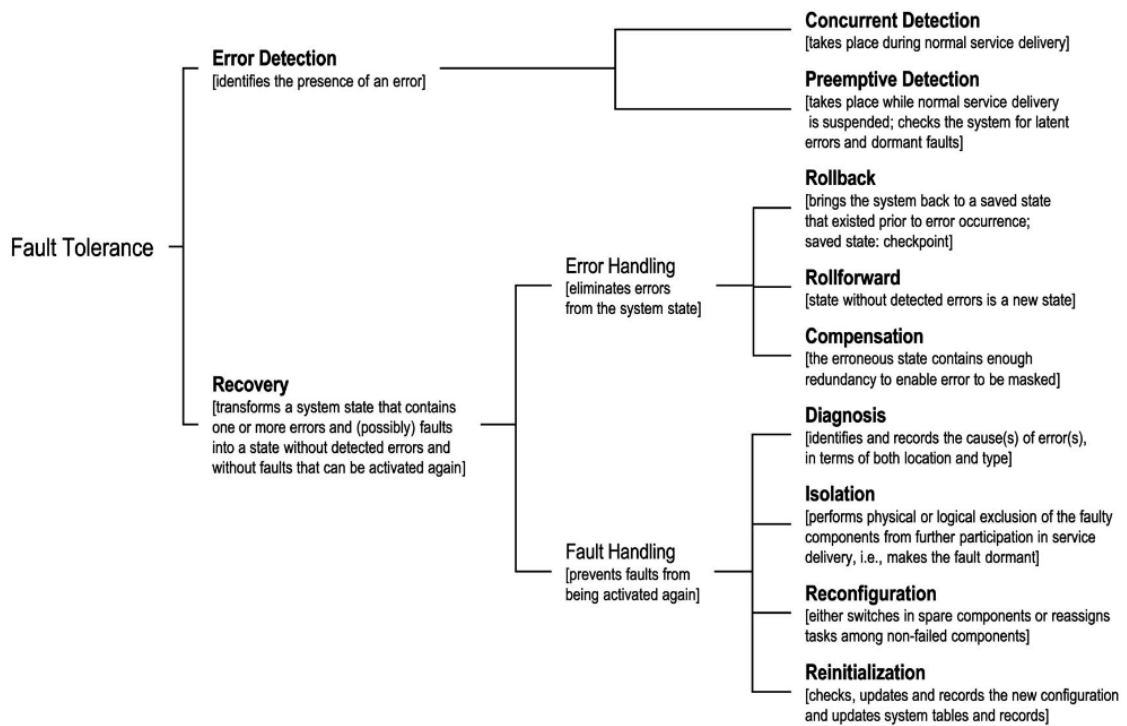 Fault Tolerance
Error Detection
[identifies the presence of an error]
Concurrent Detection
[takes place during normal service delivery]
Preemptive Detection
[takes place while normal service delivery
is suspended; checks the system for latent
errors and dormant faults]
Recovery
[transforms a system state that contains
one or more errors and (possibly) faults
into a state without detected errors and
without faults that can be activated again]
Error Handling
[eliminates errors
from the system state]
Rollback
[brings the system back to a saved state
that existed prior to error occurrence;
saved state: checkpoint]
Rollforward
[state without detected errors is a new state]
Compensation
[the erroneous state contains enough
redundancy to enable error to be masked]
Fault Handling
[prevents faults from
being activated again]
Diagnosis
[identifies and records the cause(s) of error(s),
in terms of both location and type]
Isolation
[performs physical or logical exclusion of the faulty
components from further participation in service
delivery, i.e., makes the fault dormant]
Reconfiguration
[either switches in spare components or reassigns
tasks among non-failed components]
Reinitialization
[checks, updates and records the new configuration
and updates system tables and records]